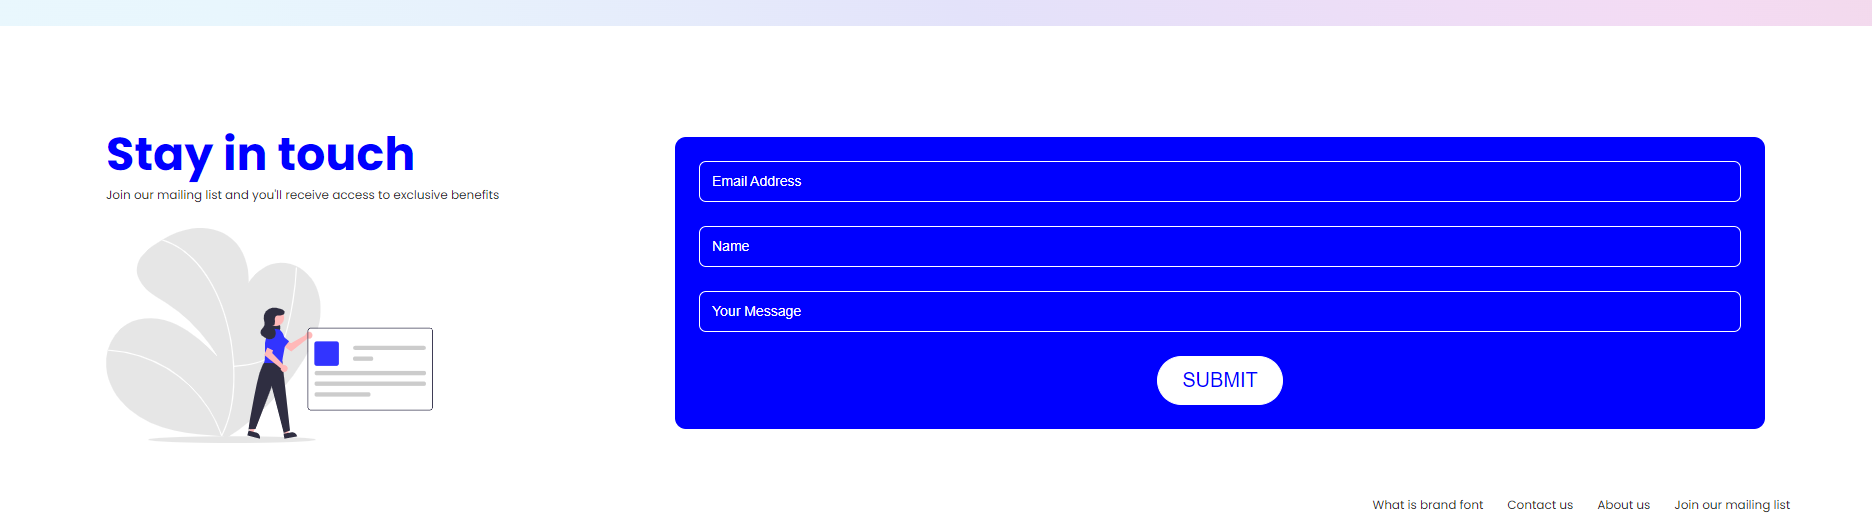 Stay in touch
Join our mailing list and you'll receive access to exclusive benefits
Email Address
Name
Your Message
SUBMIT
What is brand font Contact us About us Join our mailing list